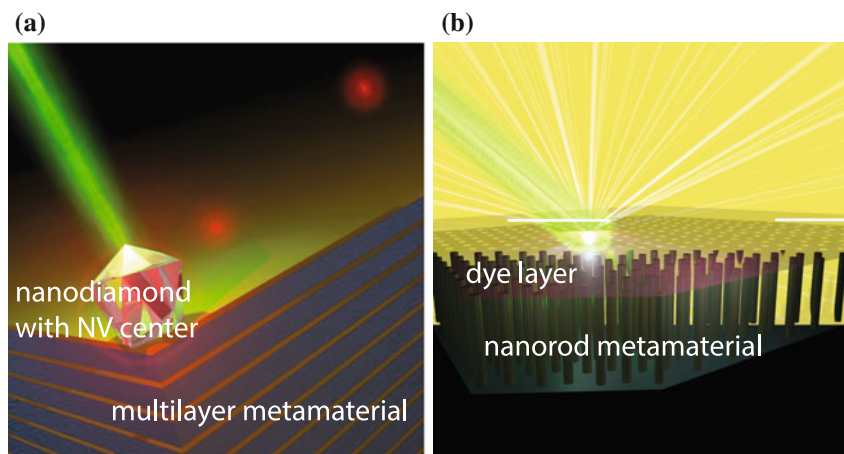 (a)
nanodiamond
with NV center
multilayer metamaterial
(b)
dye layer
nanorod metamaterial